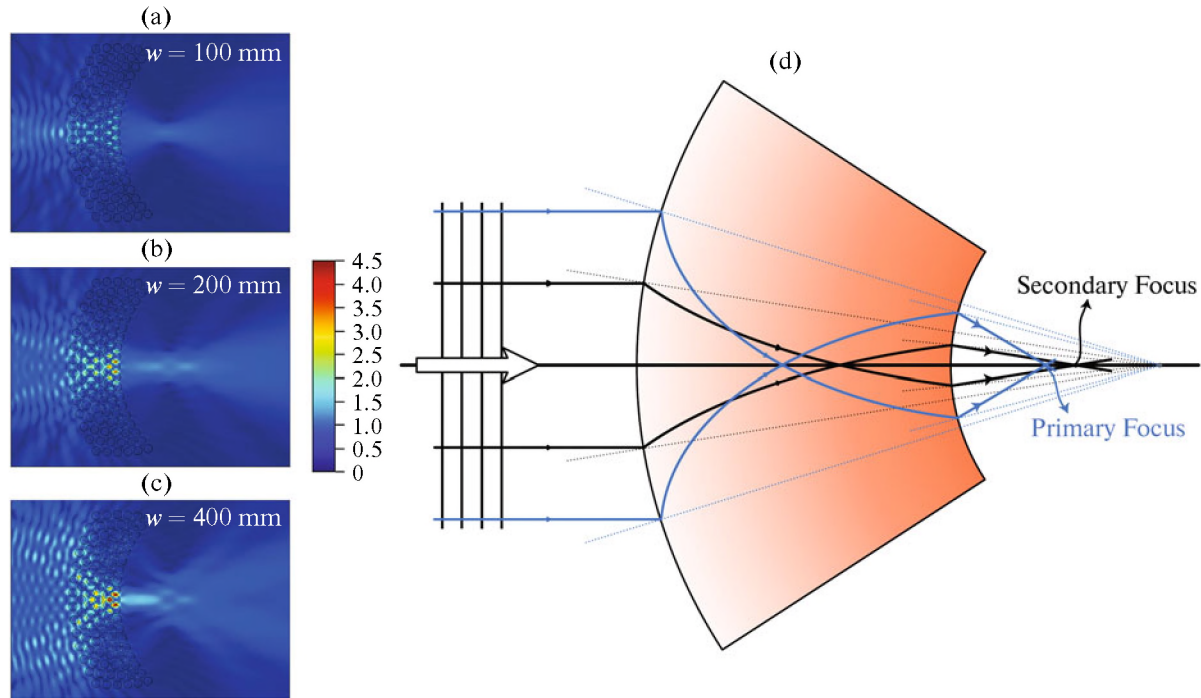 (a)
w = 100 mm
(b)
w = 200 mm
(c)
w = 400 mm
4.5
4.0
3.5
3.0
2.5
2.0
1.5
1.0
0.5
0
(d)
Secondary Focus
Primary Focus